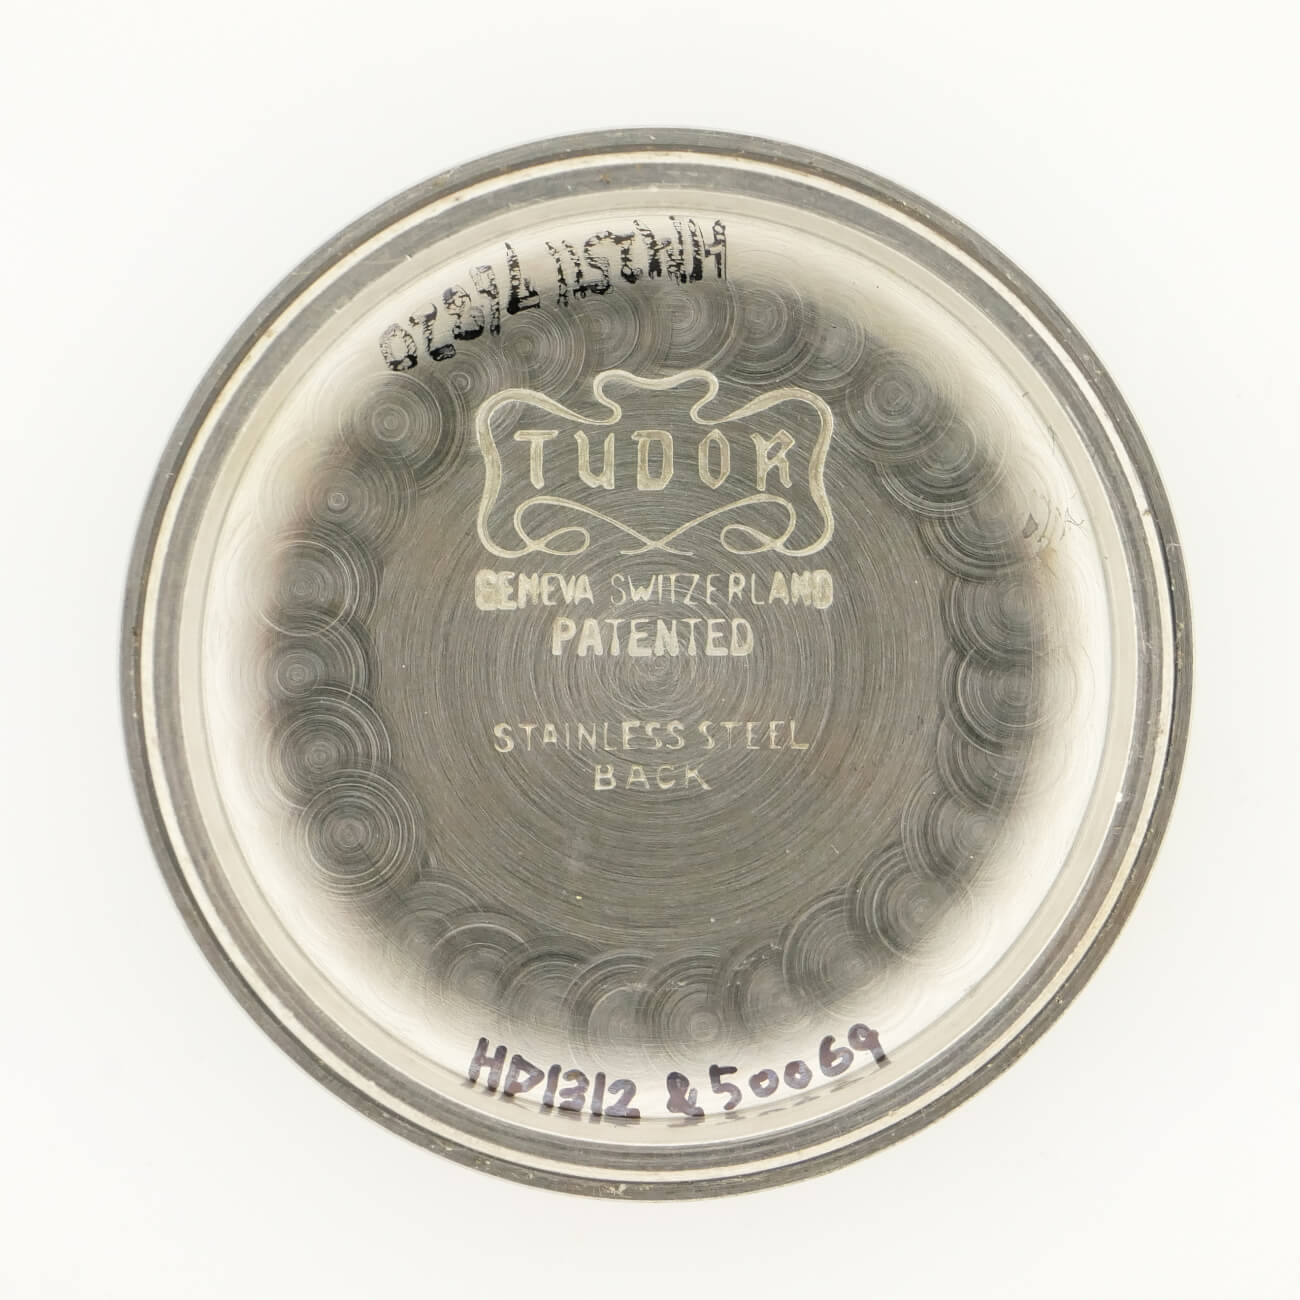 TUDOR
GENEVA SWITZERLAND
PATENTED
STAINLESS STEEL
BACK
HD1312 & 50069